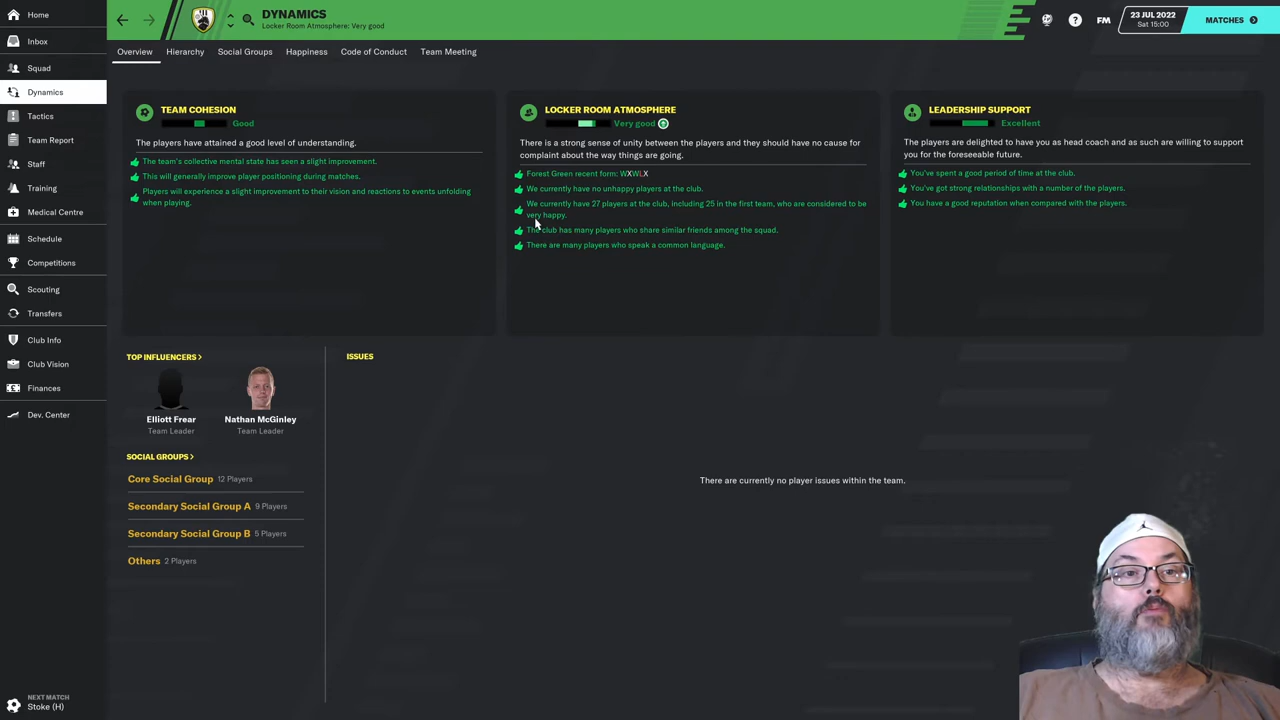 Home
Inbox
Squad
Dynamics
Tactics
Team Report
Staff
Training
Medical Centre
Schedule
Competitions
Scouting
Transfers
Club Info
Club Vision
Finances
Dev. Center
NEXT MATCH
Stoke (H)
DYNAMICS
Locker Room Atmosphere: Very good
FM
23 JUL 2022
Sat 15:00
MATCHES
Overview
Hierarchy
Social Groups
Happiness
Code of Conduct
Team Meeting
TEAM COHESION
Good
The players have attained a good level of understanding.
The team's collective mental state has seen a slight improvement.
This will generally improve player positioning during matches.
Players will experience a slight improvement to their vision and reactions to events unfolding
when playing.
LOCKER ROOM ATMOSPHERE
Very good
There is a strong sense of unity between the players and they should have no cause for
complaint about the way things are going.
Forest Green recent form: WXWLX
We currently have no unhappy players at the club.
We currently have 27 players at the club, including 25 in the first team, who are considered to be
very happy.
The club has many players who share similar friends among the squad.
There are many players who speak a common language.
LEADERSHIP SUPPORT
Excellent
The players are delighted to have you as head coach and as such are willing to support
you for the foreseeable future.
You've spent a good period of time at the club.
You've got strong relationships with a number of the players.
You have a good reputation when compared with the players.
TOP INFLUENCERS >
Elliott Frear
Team Leader
Nathan McGinley
Team Leader
SOCIAL GROUPS >
Core Social Group 12 Players
Secondary Social Group A 9 Players
Secondary Social Group B 5 Players
Others 2 Players
ISSUES
There are currently no player issues within the team.